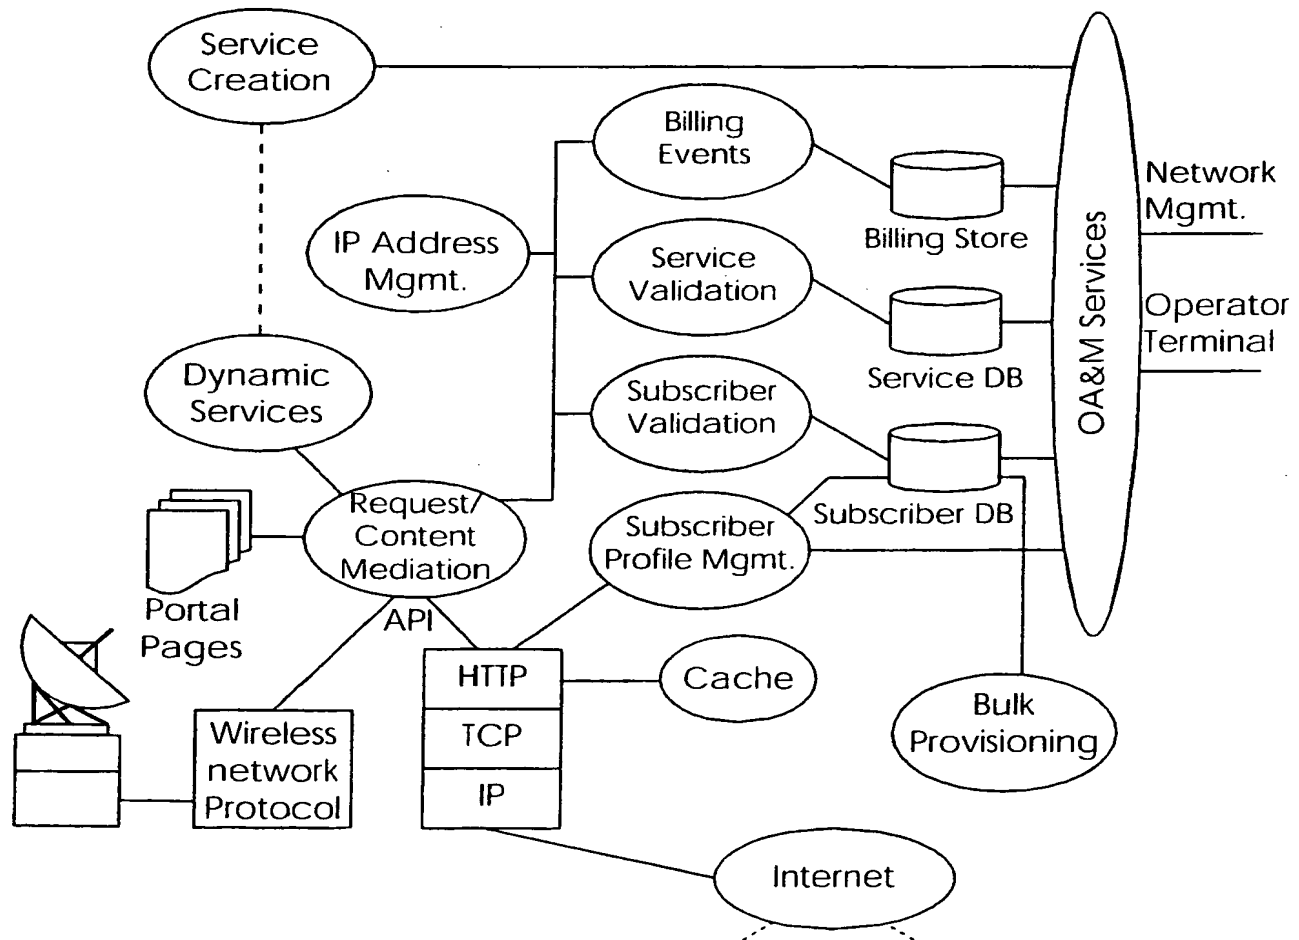 Service
Creation
Billing
Events
Network
Mgmt.
IP Address
Mgmt.
Billing Store
Service
Validation
OA&M Services
Operator
Terminal
Dynamic
Services
Service DB
Subscriber
Validation
Request/
Content
Mediation
Subscriber DB
Subscriber
Profile Mgmt.
Portal
Pages
API
HTTP
Cache
Bulk
Provisioning
Wireless
network
Protocol
TCP
IP
Internet